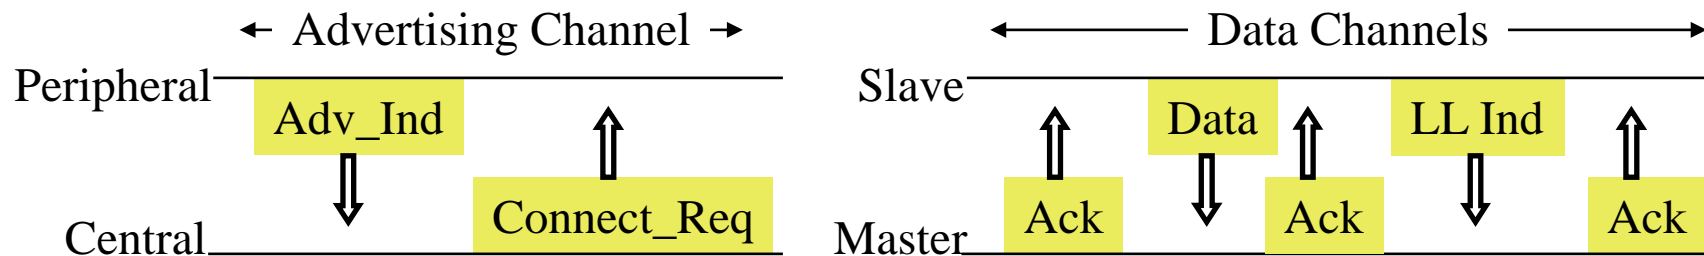 Advertising Channel
Data Channels
Peripheral
Slave
Adv_Ind
Data
LL Ind
Connect_Req
Ack
Ack
Ack
Central
Master